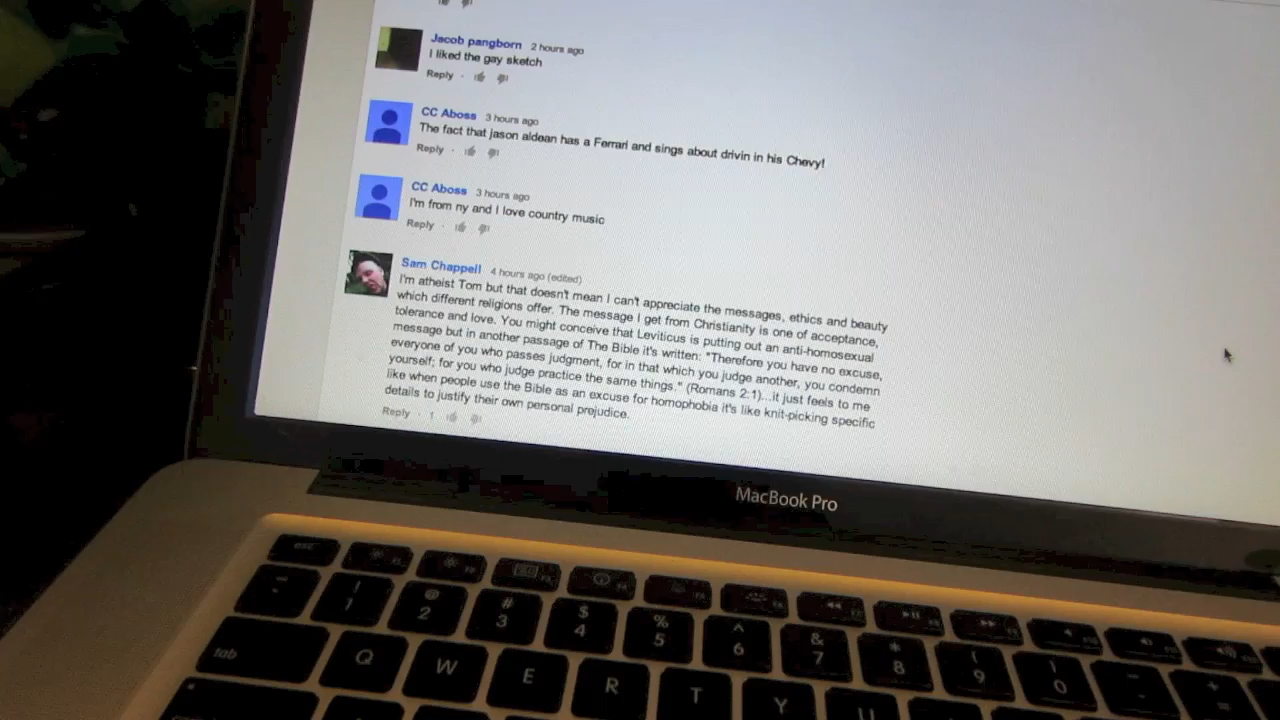 Jacob pangborn 2 hours ago
I liked the gay sketch
Reply ·
CC Aboss 3 hours ago
The fact that jason aldean has a Ferrari and sings about drivin in his Chevy!
Reply ·
CC Aboss 3 hours ago
I'm from ny and I love country music
Reply ·
Sam Chappell 4 hours ago (edited)
I'm atheist Tom but that doesn't mean I can't appreciate the messages, ethics and beauty
which different religions offer. The message I get from Christianity is one of acceptance,
tolerance and love. You might conceive that Leviticus is putting out an anti-homosexual
message but in another passage of The Bible it's written: "Therefore you have no excuse,
everyone of you who passes judgment, for in that which you judge another, you condemn
yourself; for you who judge practice the same things." (Romans 2:1)...it just feels to me
like when people use the Bible as an excuse for homophobia it's like knit-picking specific
details to justify their own personal prejudice.
Reply · 1
MacBook Pro
esc
~ ! 1 @ 2 # 3 $ 4 % 5 ^ 6 & 7 * 8 ( 9 ) 0 - + =
tab Q W E R T Y U